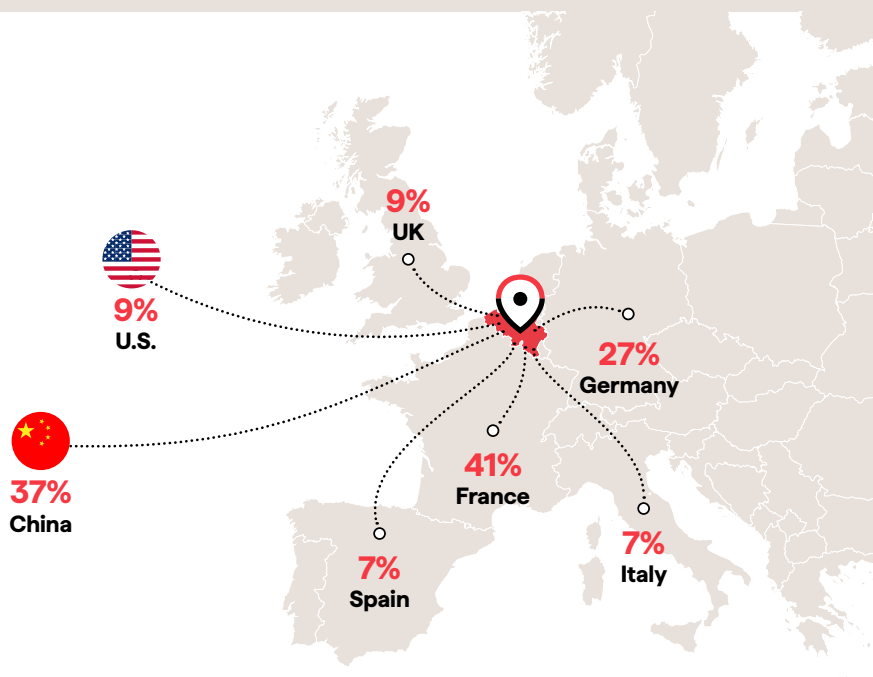 9%
UK
9%
U.S.
27%
Germany
41%
France
37%
China
7%
Italy
7%
Spain